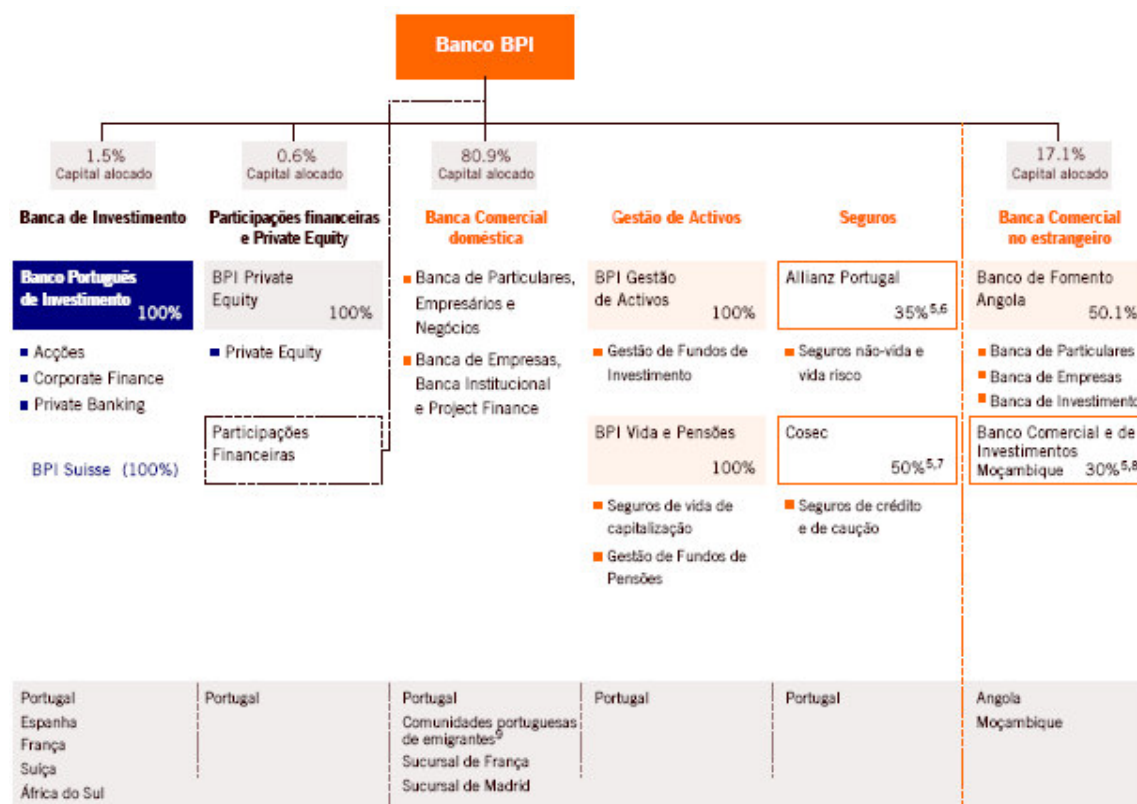 Banco BPI
1.5%
Capital alocado
0.6%
Capital alocado
80.9%
Capital alocado
17.1%
Capital alocado
Banca de Investimento
Banco Português
de Investimento
100%
Acções
Corporate Finance
Private Banking
BPI Suisse (100%)
Participações financeiras
e Private Equity
BPI Private
Equity
100%
Private Equity
Participações
Financeiras
Banca Comercial
doméstica
Banca de Particulares,
Empresários e
Negócios
Banca de Empresas,
Banca Institucional
e Project Finance
Gestão de Activos
BPI Gestão
de Activos
100%
Gestão de Fundos de
Investimento
BPI Vida e Pensões
100%
Seguros de vida de
capitalização
Gestão de Fundos de
Pensões
Seguros
Allianz Portugal
35%5,6
Seguros não-vida e
vida risco
Cosec
50%5,7
Seguros de crédito
e de caução
Banca Comercial
no estrangeiro
Banco de Fomento
Angola
50.1%
Banca de Particulares
Banca de Empresas
Banca de Investimento
Banco Comercial e de
Investimentos
Moçambique 30%5,8
Portugal
Espanha
França
Suíça
África do Sul
Portugal
Portugal
Comunidades portuguesas
de emigrantes9
Sucursal de França
Sucursal de Madrid
Portugal
Portugal
Angola
Moçambique